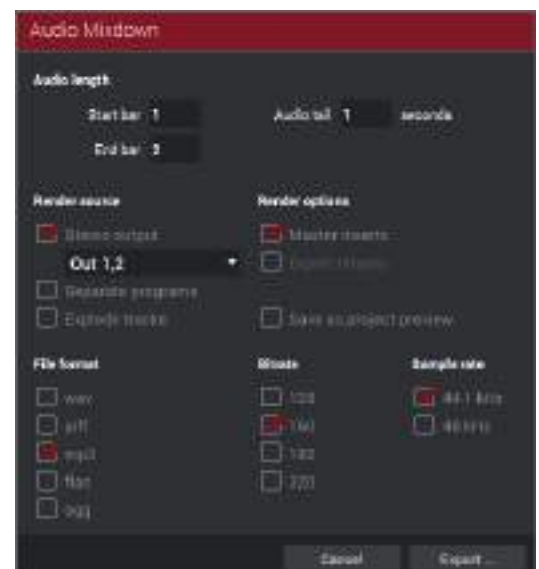 Audio Mixdown
Audio length
Start bar 1
Audio tail 1 seconds
End bar
Render source
Render options
Stereo output
Master inserts
Out 1,2
Separate programs
Explode tracks
Save as project preview
File format
Bitrate
Sample rate
wav
128
44.1 kHz
aiff
160
48 kHz
mp3
flac
320
ogg
Cancel
Export ...